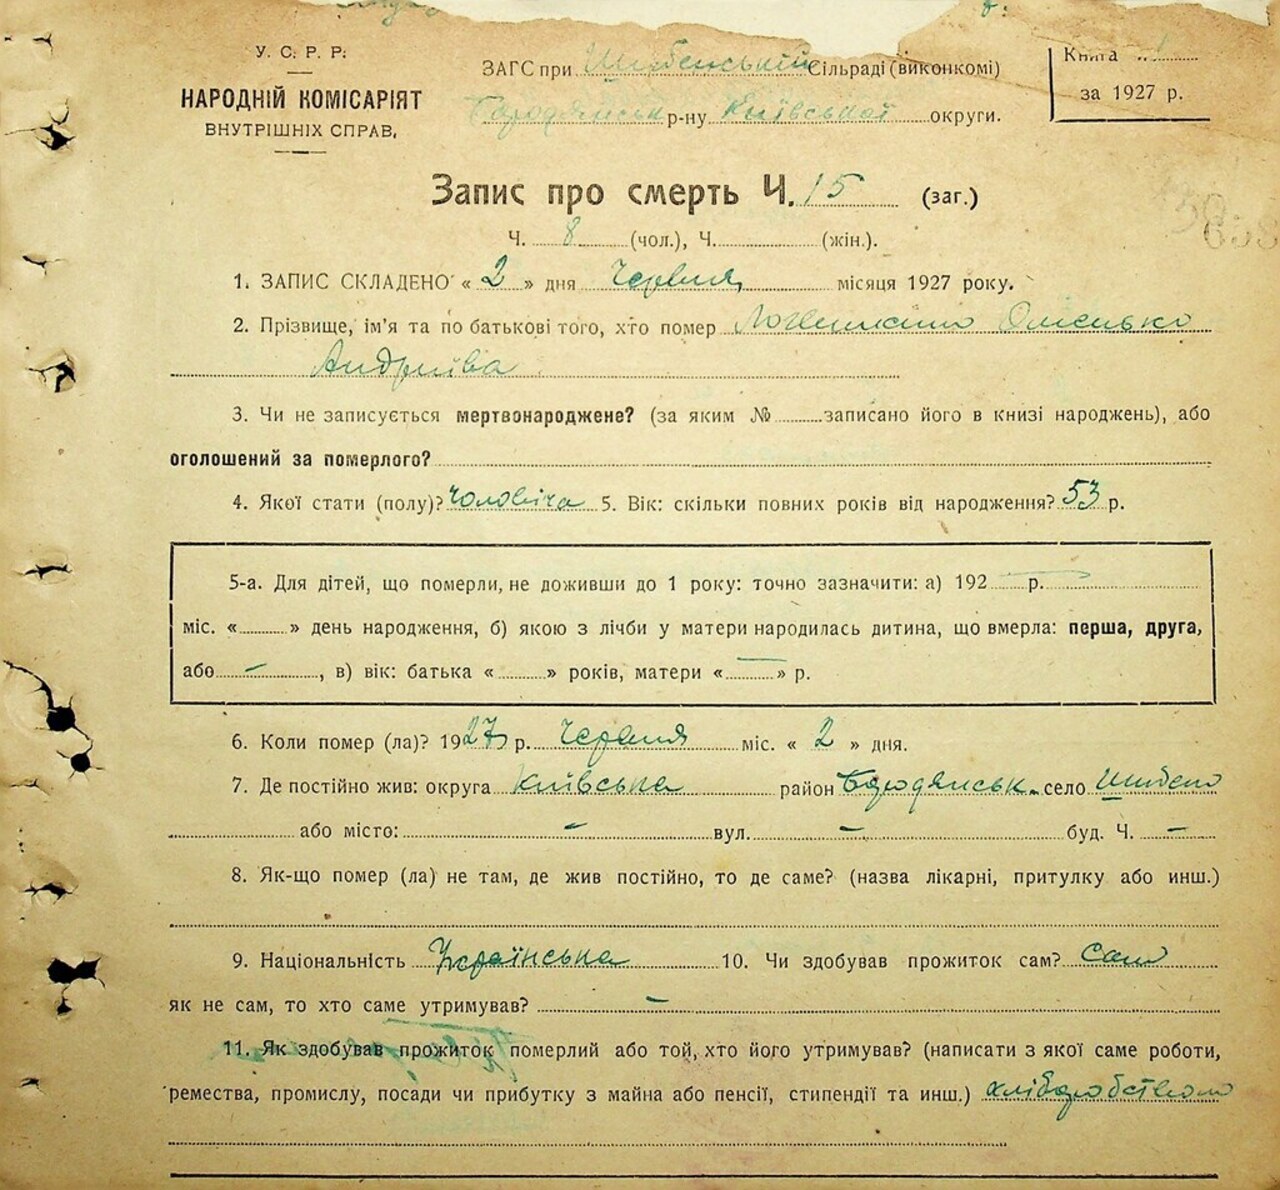 У. С. Р. Р.
НАРОДНІЙ КОМІСАРІЯТ
ВНУТРІШНІХ СПРАВ,
ЗАГС при Шибенській Сільраді (виконкомі)
Бородянськ р-ну Київської округи.
Книга
за 1927 р.
Запис про смерть Ч. 15 (заг.)
Ч. 8 (чол.), Ч. (жін.).
1. ЗАПИС СКЛАДЕНО « 2 » дня Червня місяця 1927 року.
2. Прізвище, ім'я та по батькові того, хто помер
Андрійва
3. Чи не записується мертвонароджене? (за яким № записано його в книзі народжень), або
оголошений за померлого?
4. Якої стати (полу)? чоловіча 5. Вік: скільки повних років від народження? 53 р.
5-а. Для дітей, що померли, не доживши до 1 року: точно зазначити: а) 192 р.
міс. « » день народження, б) якою з лічби у матери народилась дитина, що вмерла: перша, друга,
або – , в) вік: батька « » років, матери « — » р.
6. Коли помер (ла)? 1927 р. Червня міс. « 2 » дня.
7. Де постійно жив: округа Київська район Бородянськ. село Шибено
або місто: – вул. – буд. Ч. –
8. Як-що помер (ла) не там, де жив постійно, то де саме? (назва лікарні, притулку або инш.)
9. Національність Українська 10. Чи здобував прожиток сам? Сам
як не сам, то хто саме утримував? –
11. Як здобував прожиток померлий або той, хто його утримував? (написати з якої саме роботи,
ремества, промислу, посади чи прибутку з майна або пенсії, стипендії та инш.) хліборобством